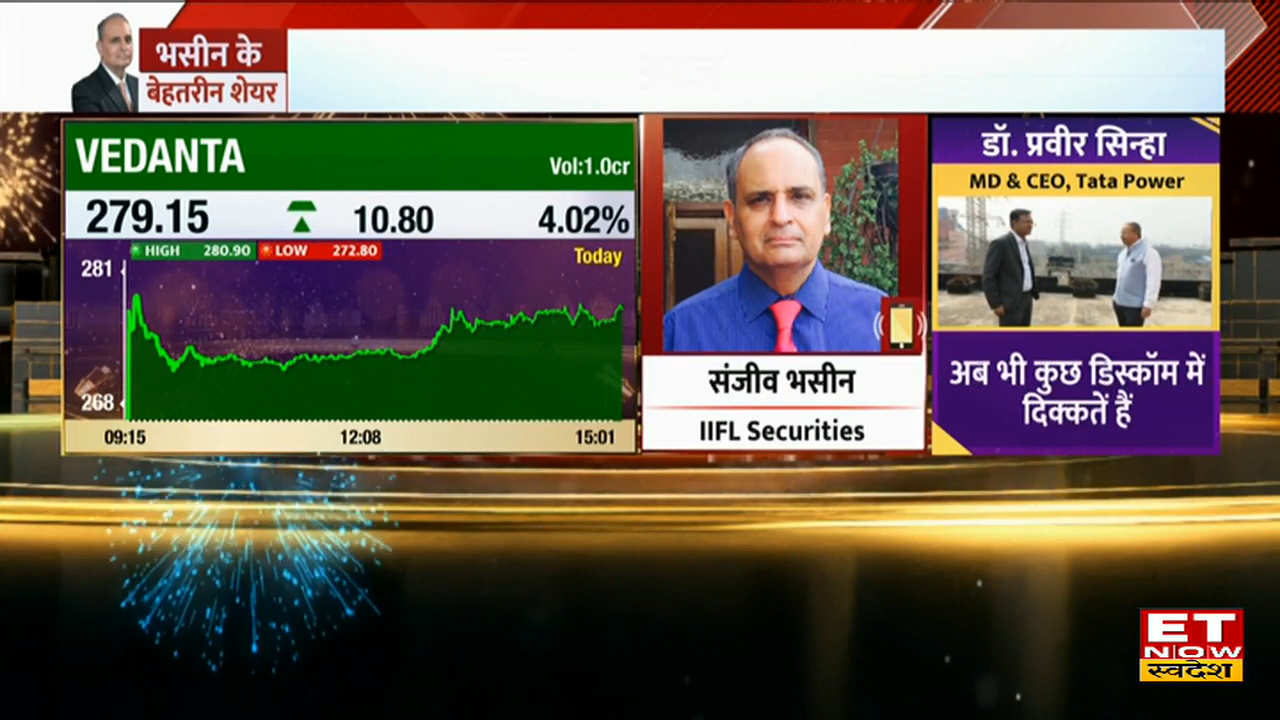 भसीन के
बेहतरीन शेयर
VEDANTA
Vol:1.0cr
279.15
10.80
4.02%
HIGH 280.90
LOW 272.80
Today
281
268
09:15
12:08
15:01
संजीव भसीन
IIFL Securities
डॉ. प्रवीर सिन्हा
MD & CEO, Tata Power
अब भी कुछ डिस्कॉम में
दिक्कतें हैं
ET
NOW
स्वदेश